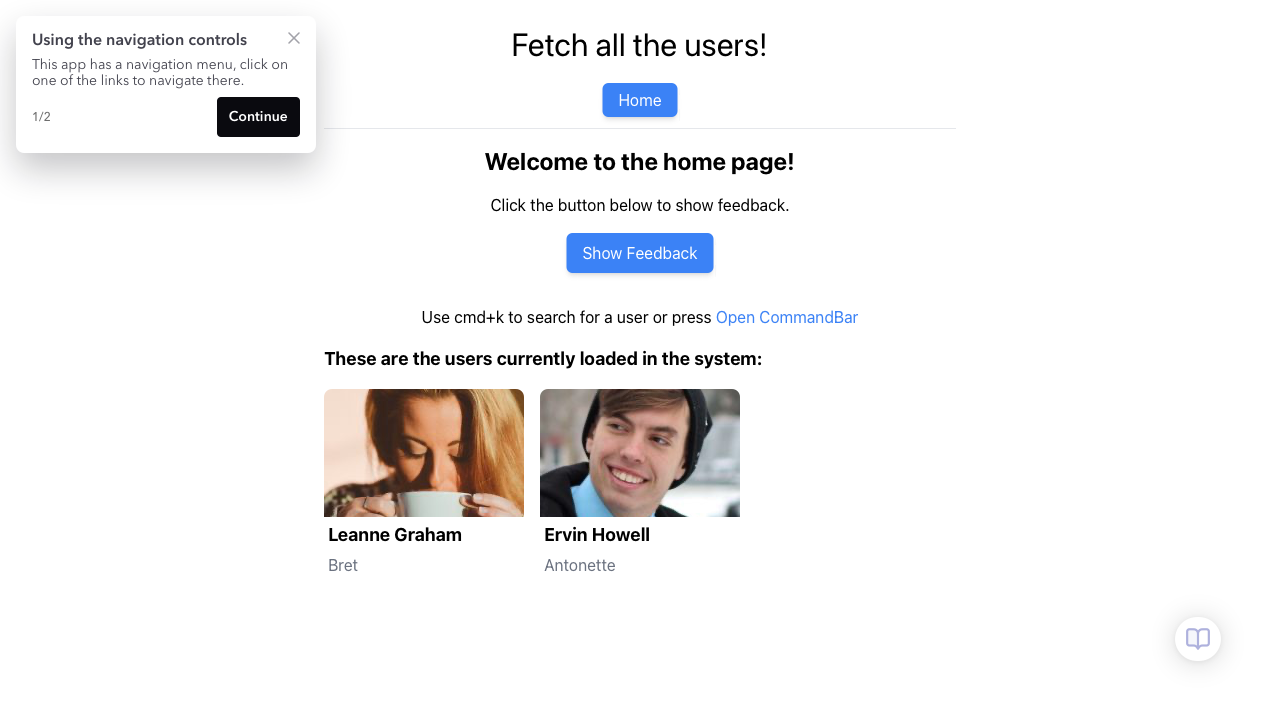 Using the navigation controls
This app has a navigation menu, click on
one of the links to navigate there.
1/2
Continue
Fetch all the users!
Home
Welcome to the home page!
Click the button below to show feedback.
Show Feedback
Use cmd+k to search for a user or press Open CommandBar
These are the users currently loaded in the system:
Leanne Graham
Bret
Ervin Howell
Antonette